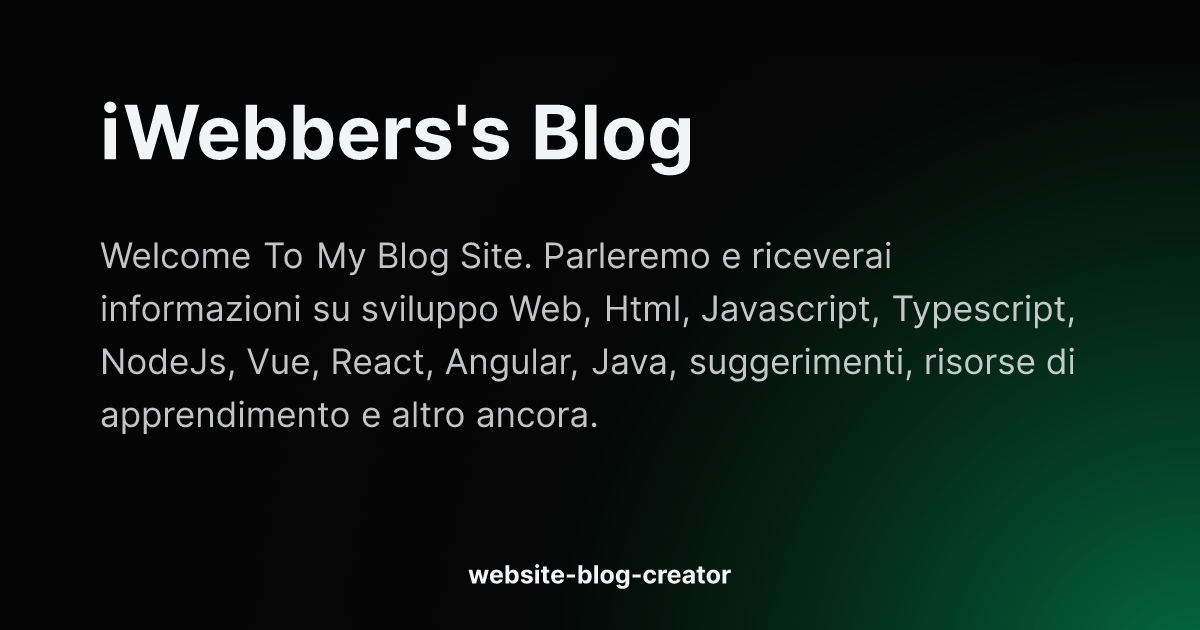 iWebbers's Blog
Welcome To My Blog Site. Parleremo e riceverai
informazioni su sviluppo Web, Html, Javascript, Typescript,
NodeJs, Vue, React, Angular, Java, suggerimenti, risorse di
apprendimento e altro ancora.
website-blog-creator